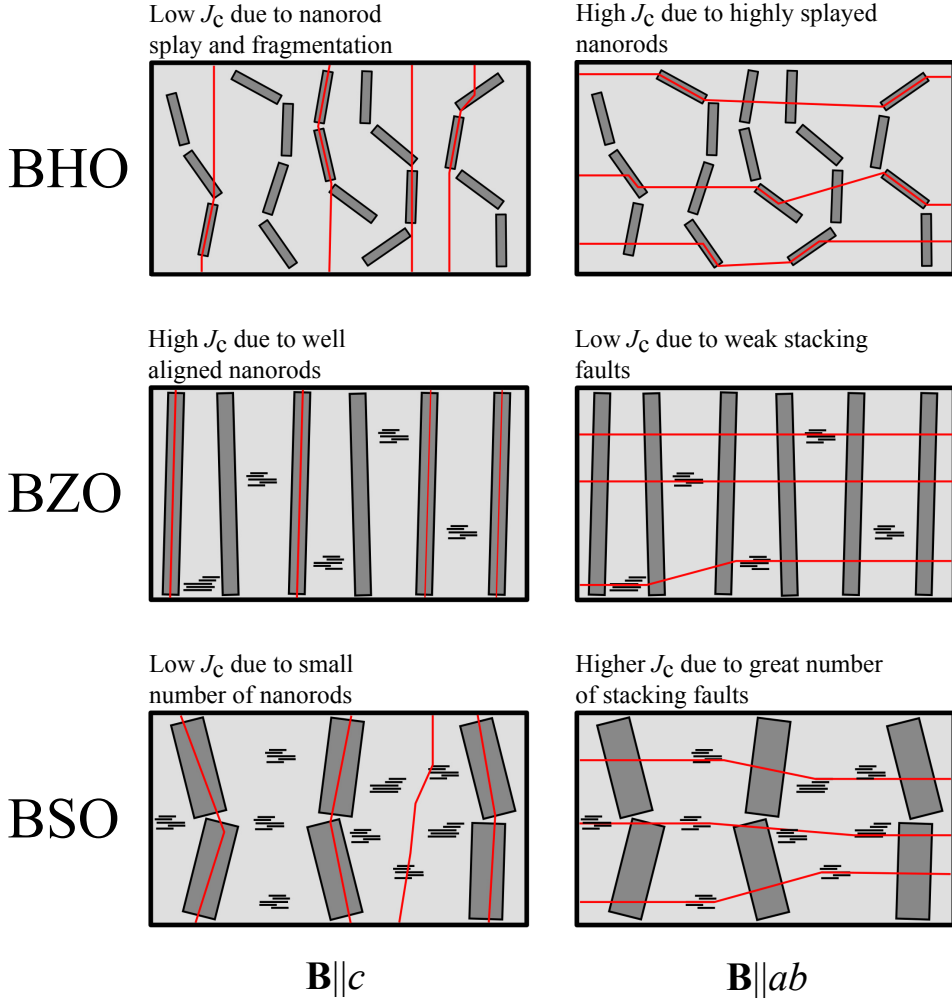 Low Jc due to nanorod
splay and fragmentation
High Jc due to highly splayed
nanorods
BHO
High Jc due to well
aligned nanorods
Low Jc due to weak stacking
faults
BZO
Low Jc due to small
number of nanorods
Higher Jc due to great number
of stacking faults
BSO
B||c
B||ab